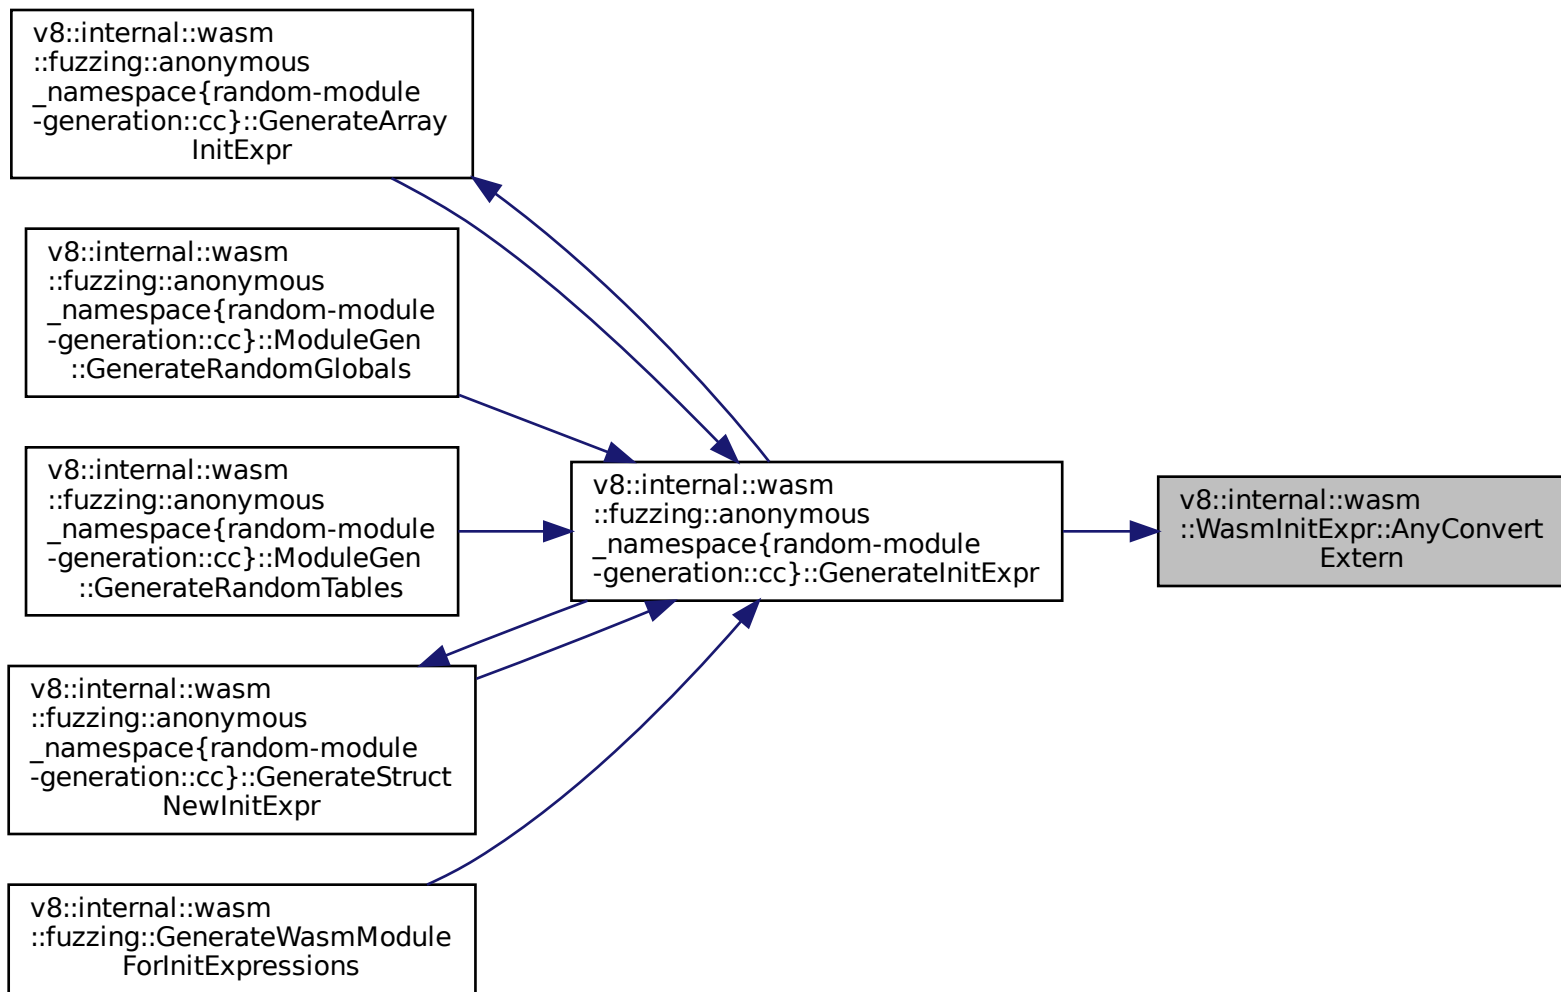 v8::internal::wasm
::fuzzing::anonymous
_namespace{random-module
-generation::cc}::GenerateArray
InitExpr
v8::internal::wasm
::fuzzing::anonymous
_namespace{random-module
-generation::cc}::ModuleGen
::GenerateRandomGlobals
v8::internal::wasm
::fuzzing::anonymous
_namespace{random-module
-generation::cc}::ModuleGen
::GenerateRandomTables
v8::internal::wasm
::fuzzing::anonymous
_namespace{random-module
-generation::cc}::GenerateStruct
NewInitExpr
v8::internal::wasm
::fuzzing::GenerateWasmModule
ForInitExpressions
v8::internal::wasm
::fuzzing::anonymous
_namespace{random-module
-generation::cc}::GenerateInitExpr
v8::internal::wasm
::WasmInitExpr::AnyConvert
Extern